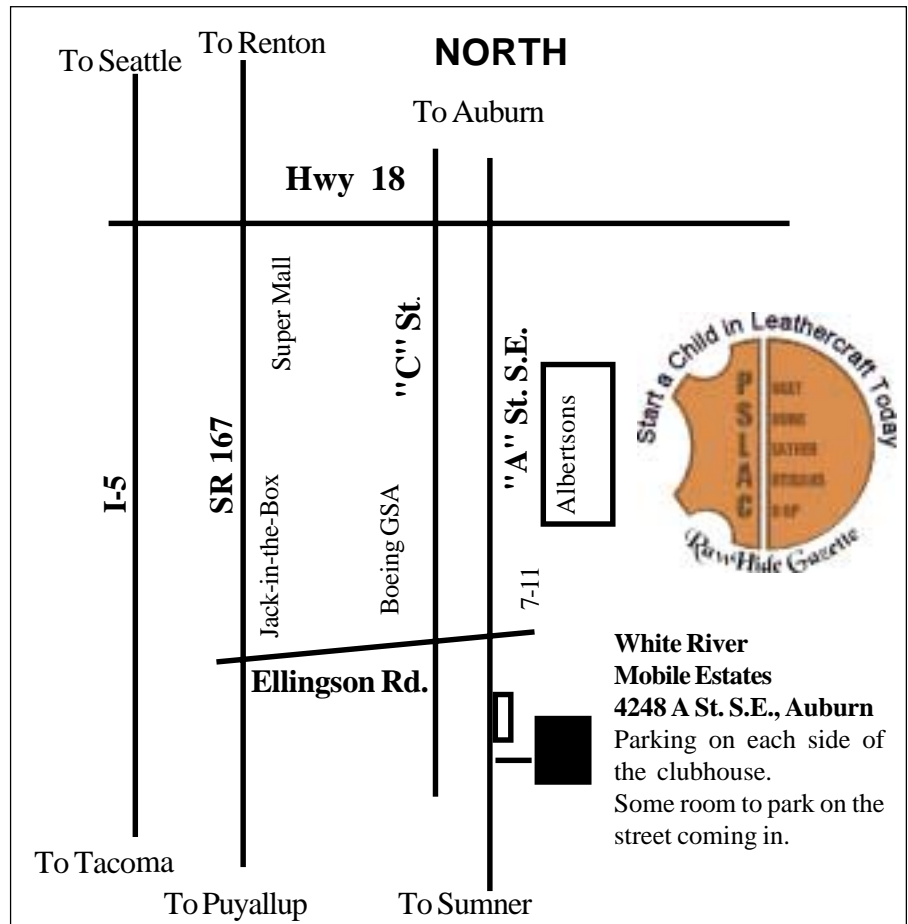 To Seattle
To Renton
NORTH
To Auburn
Hwy 18
Super Mall
"C" St.
"A" St. S.E.
Albertsons
I-5
SR 167
Jack-in-the-Box
Boeing GSA
7-11
Start a Child in Leathercraft Today
P
S
L
A
C
RawHide Gazette
Ellingson Rd.
White River
Mobile Estates
4248 A St. S.E., Auburn
Parking on each side of
the clubhouse.
Some room to park on the
street coming in.
To Tacoma
To Puyallup
To Sumner